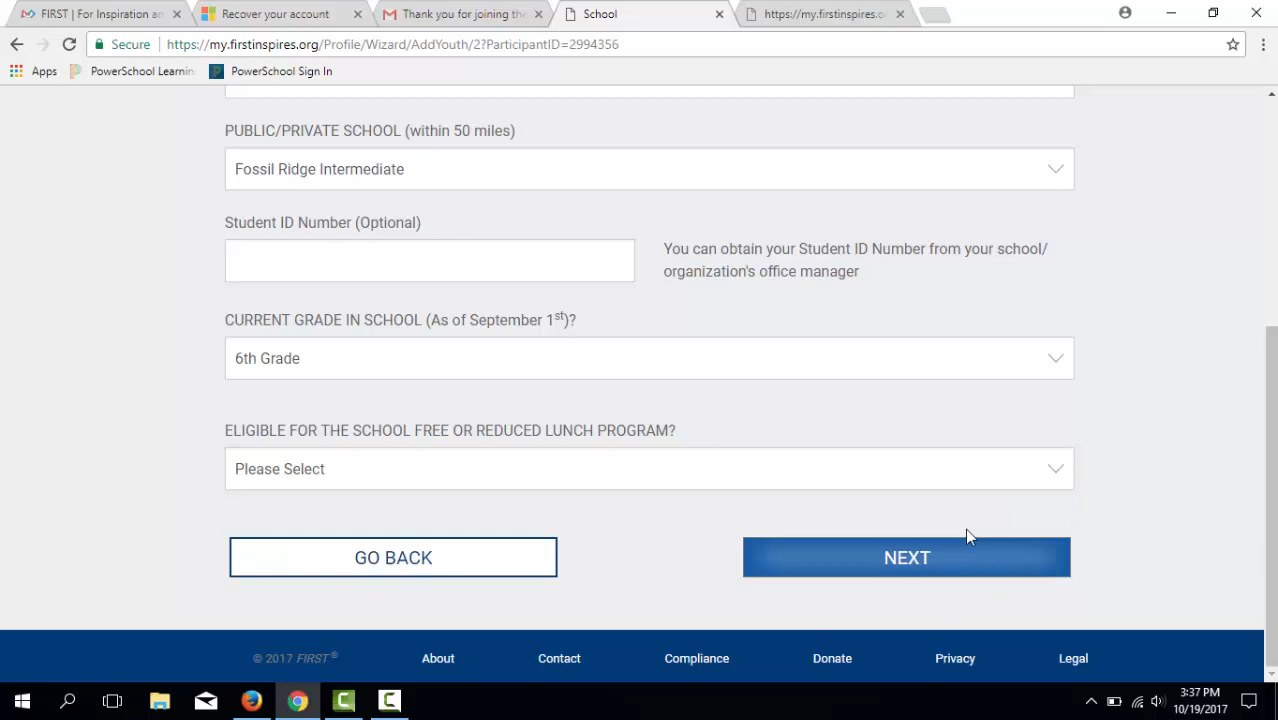 FIRST | For Inspiration an
Recover your account
Thank you for joining the
School
https://my.firstinspires.o
Secure
https://my.firstinspires.org/Profile/Wizard/AddYouth/2?ParticipantID=2994356
Apps
PowerSchool Learnin
PowerSchool Sign In
PUBLIC/PRIVATE SCHOOL (within 50 miles)
Fossil Ridge Intermediate
Student ID Number (Optional)
You can obtain your Student ID Number from your school/
organization's office manager
CURRENT GRADE IN SCHOOL (As of September 1st)?
6th Grade
ELIGIBLE FOR THE SCHOOL FREE OR REDUCED LUNCH PROGRAM?
Please Select
GO BACK
NEXT
© 2017 FIRST®
About
Contact
Compliance
Donate
Privacy
Legal
3:37 PM
10/19/2017